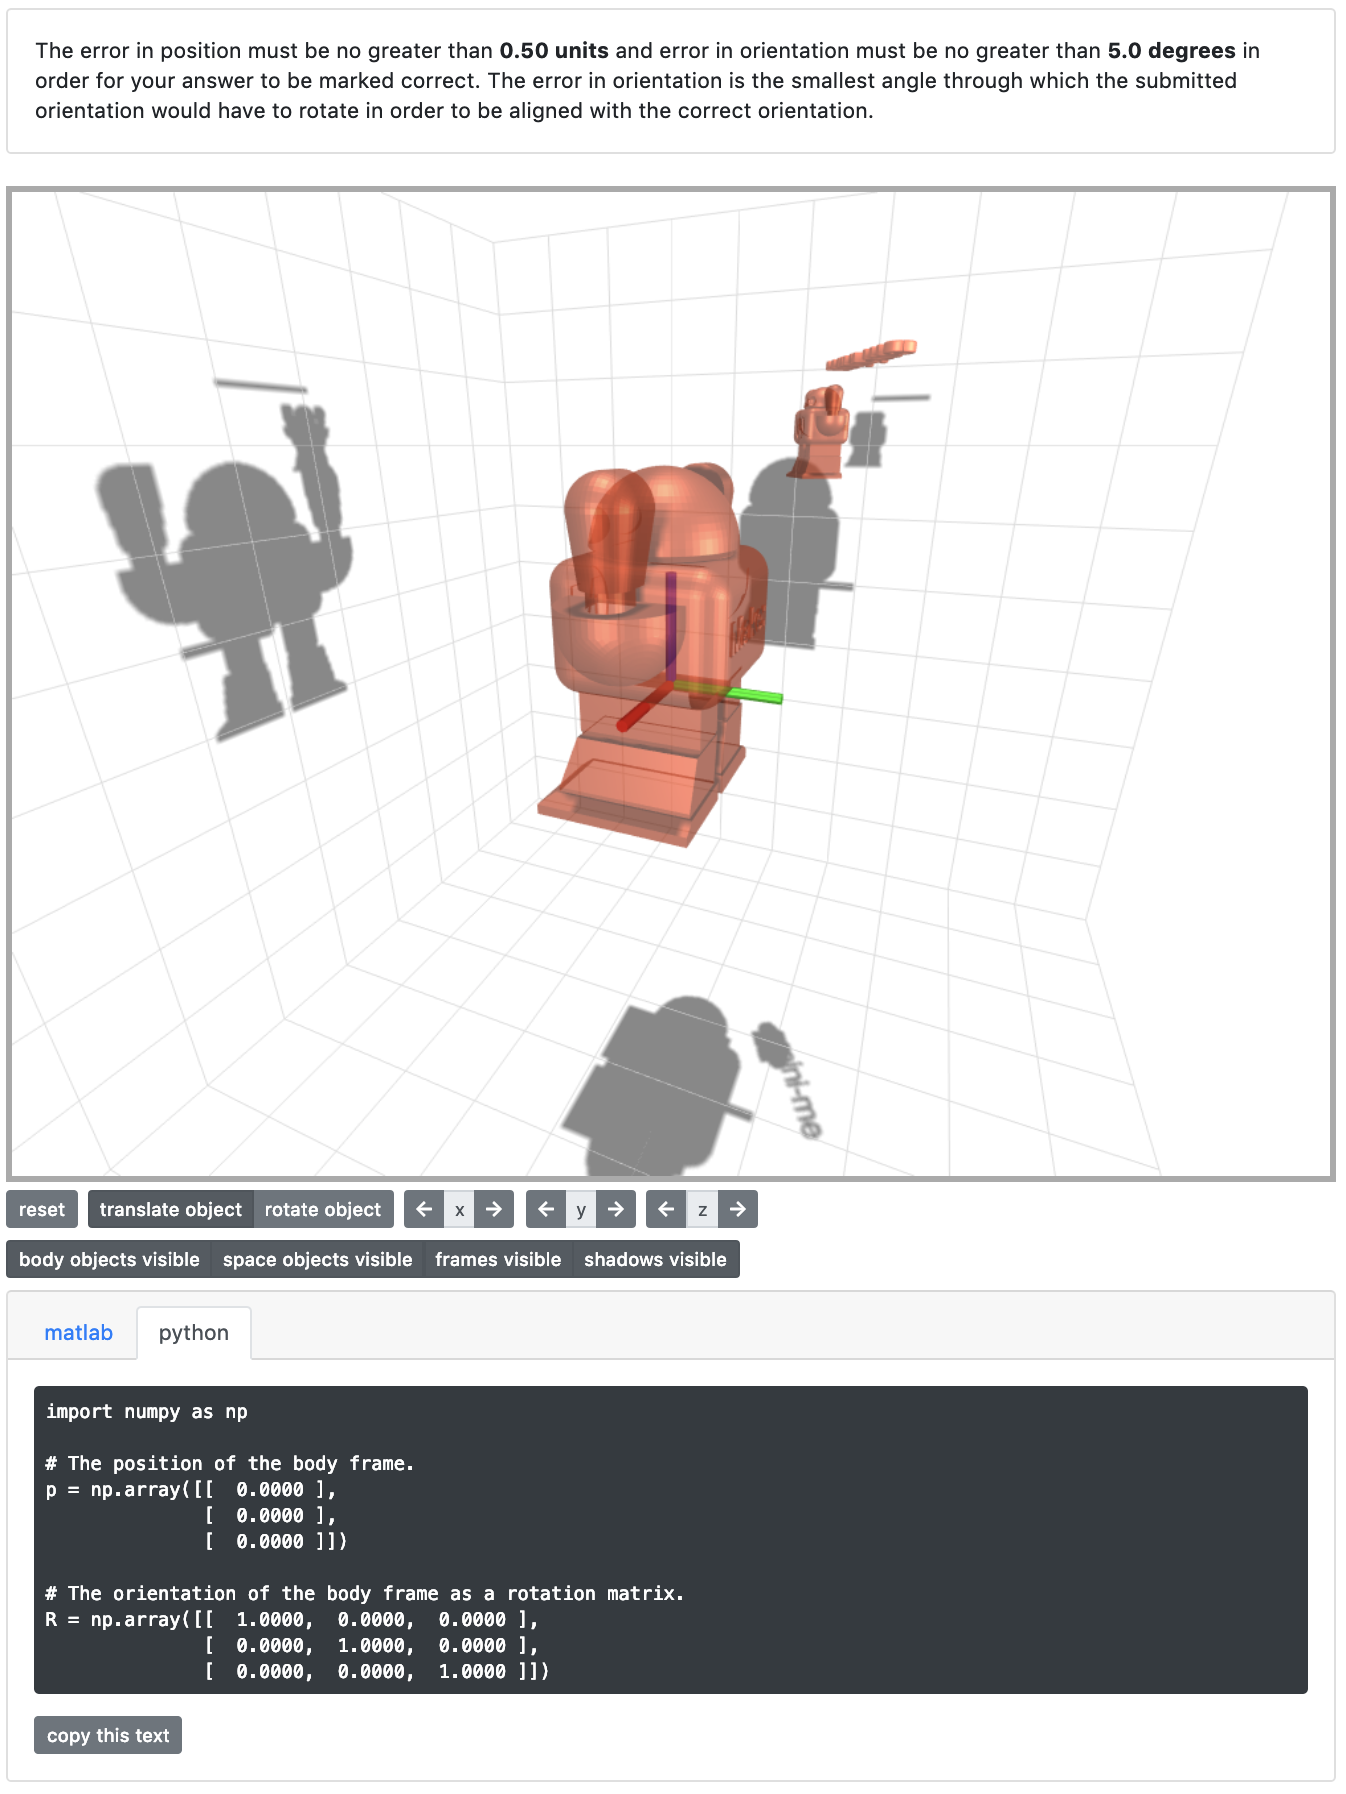 The error in position must be no greater than 0.50 units and error in orientation must be no greater than 5.0 degrees in
order for your answer to be marked correct. The error in orientation is the smallest angle through which the submitted
orientation would have to rotate in order to be aligned with the correct orientation.
ini-me
reset translate object rotate object ← x → ← y → ← z →
body objects visible space objects visible frames visible shadows visible
matlab python
import numpy as np
# The position of the body frame.
p = np.array([[ 0.0000 ],
[ 0.0000 ],
[ 0.0000 ]])
# The orientation of the body frame as a rotation matrix.
R = np.array([[ 1.0000, 0.0000, 0.0000 ],
[ 0.0000, 1.0000, 0.0000 ],
[ 0.0000, 0.0000, 1.0000 ]])
copy this text